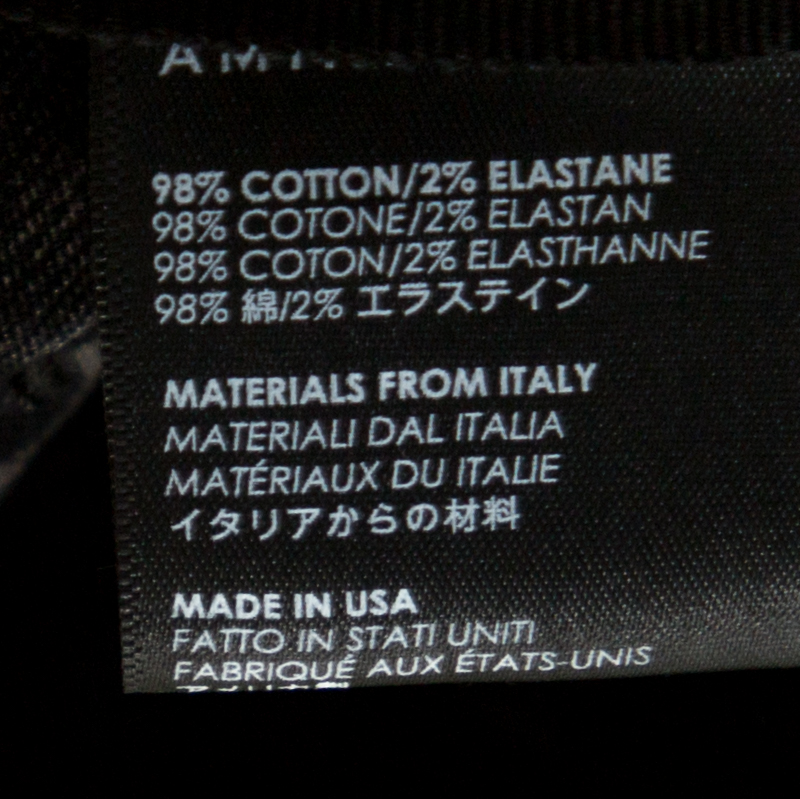 98% COTTON/2% ELASTANE
98% COTONE/2% ELASTAN
98% COTON/2% ELASTHANNE
98% 綿/2% エラステイン
MATERIALS FROM ITALY
MATERIALI DAL ITALIA
MATÉRIAUX DU ITALIE
イタリアからの材料
MADE IN USA
FATTO IN STATI UNITI
FABRIQUÉ AUX ÉTATS-UNIS